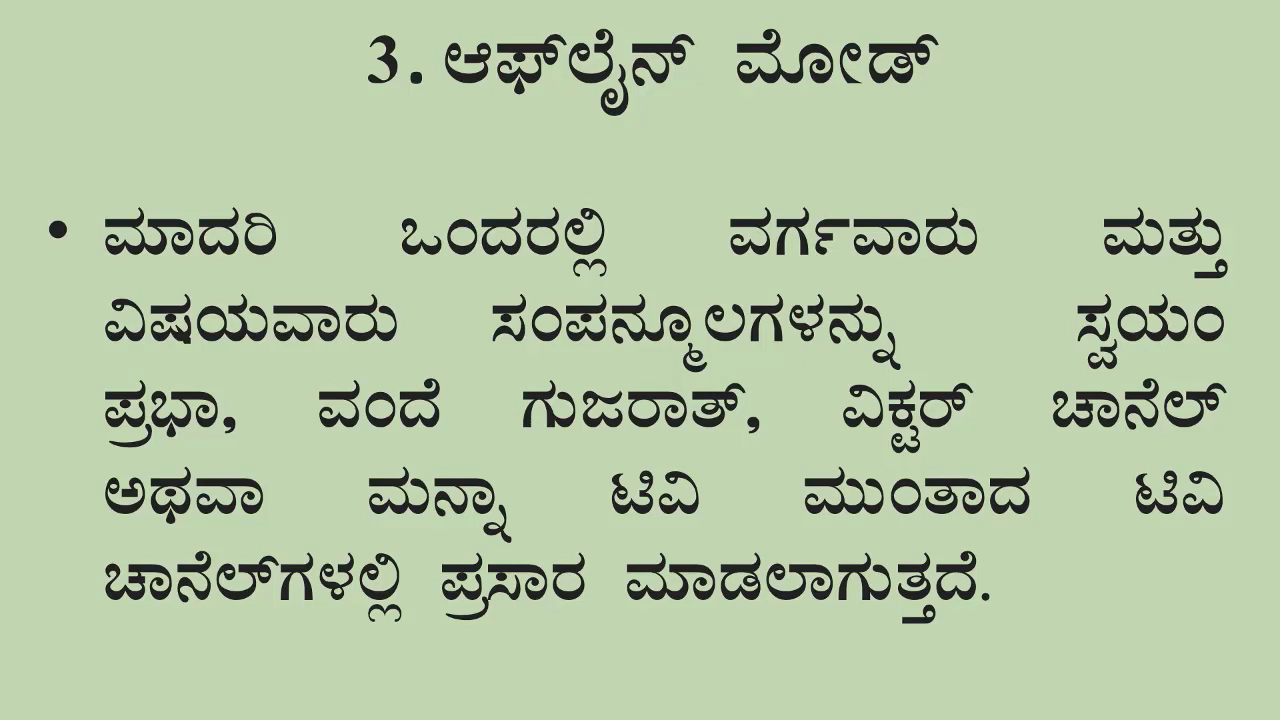 3. ಆಫ್‌ಲೈನ್ ಮೋಡ್
• ಮಾದರಿ ಒಂದರಲ್ಲಿ ವರ್ಗವಾರು ಮತ್ತು
ವಿಷಯವಾರು ಸಂಪನ್ಮೂಲಗಳನ್ನು ಸ್ವಯಂ
ಪ್ರಭಾ, ವಂದೆ ಗುಜರಾತ್, ವಿಕ್ಟರ್ ಚಾನೆಲ್
ಅಥವಾ ಮನ್ನಾ ಟಿವಿ ಮುಂತಾದ ಟಿವಿ
ಚಾನೆಲ್‌ಗಳಲ್ಲಿ ಪ್ರಸಾರ ಮಾಡಲಾಗುತ್ತದೆ.